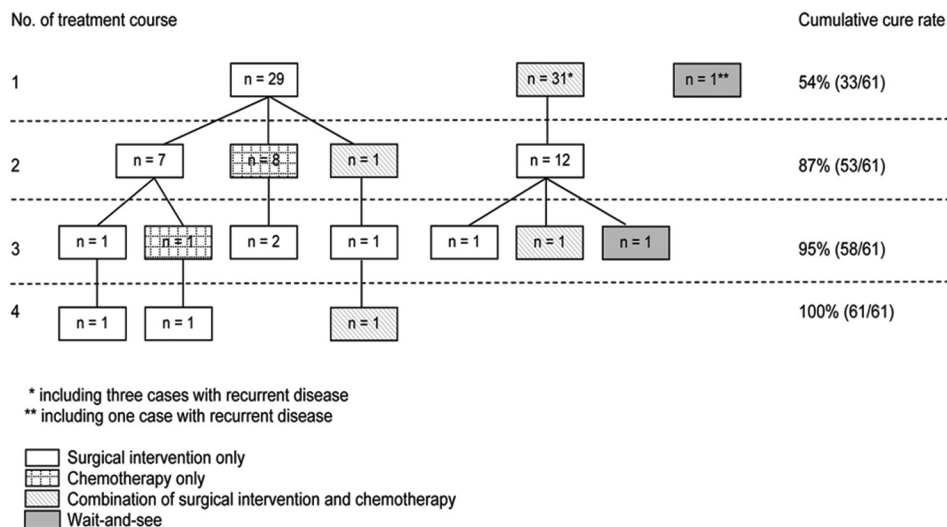 No. of treatment course Cumulative cure rate
1 n = 29 n = 31* n = 1** 54% (33/61)
2 n = 7 n = 8 n = 1 n = 12 87% (53/61)
3 n = 1 n = 1 n = 2 n = 1 n = 1 n = 1 n = 1 95% (58/61)
4 n = 1 n = 1 n = 1 100% (61/61)
* including three cases with recurrent disease
** including one case with recurrent disease
Surgical intervention only
Chemotherapy only
Combination of surgical intervention and chemotherapy
Wait-and-see